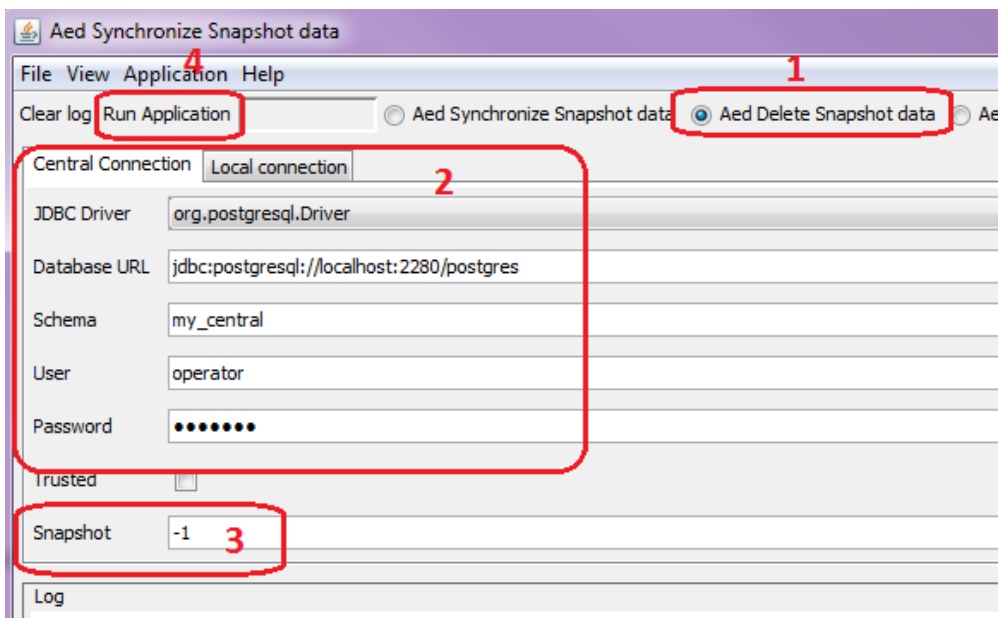 Aed Synchronize Snapshot data
File View Application Help
4
1
Clear log Run Application Aed Synchronize Snapshot data Aed Delete Snapshot data Ae
Central Connection Local connection
2
JDBC Driver org.postgresql.Driver
Database URL jdbc:postgresql://localhost:2280/postgres
Schema my_central
User operator
Password •••••••
Trusted
Snapshot -1
3
Log